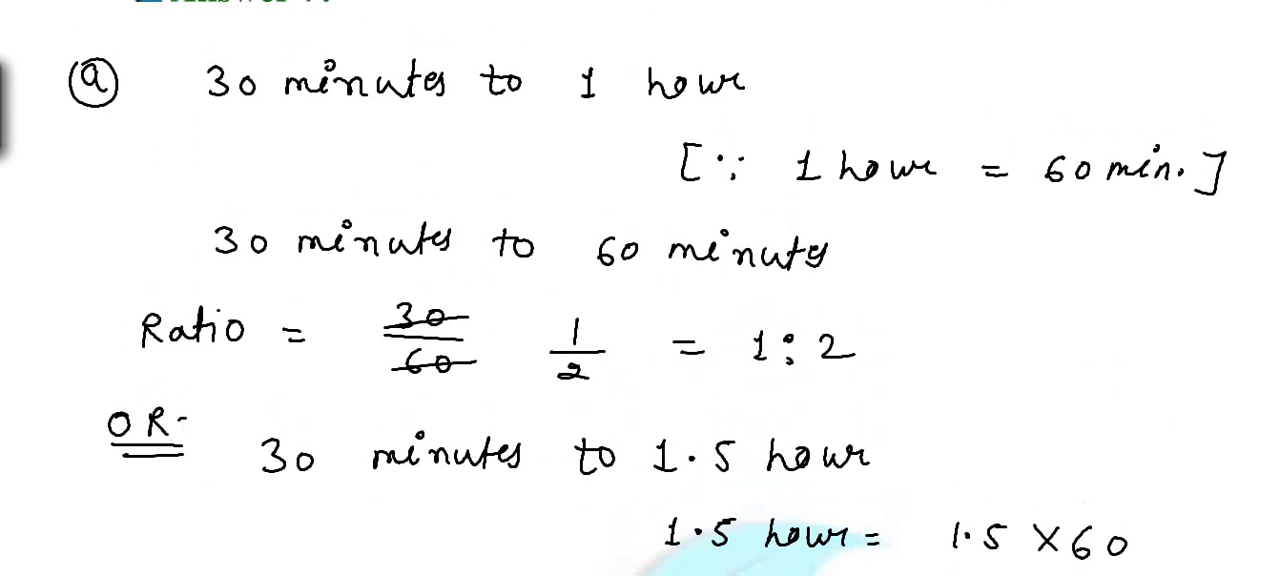 (a) 30 minutes to 1 hour
[∵ 1 hour = 60 min.]
30 minutes to 60 minutes
Ratio = 30/60 1/2 = 1:2
OR-
30 minutes to 1.5 hour
1.5 hour = 1.5 × 60